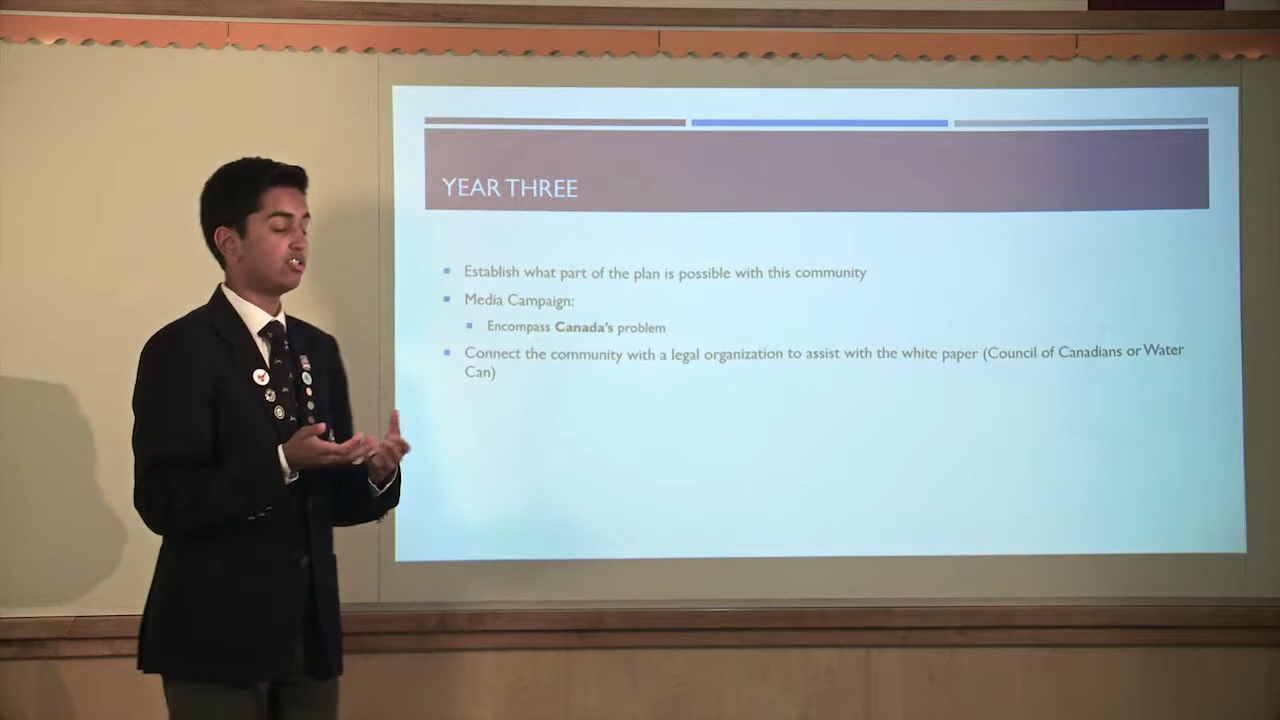 YEAR THREE
Establish what part of the plan is possible with this community
Media Campaign:
Encompass Canada's problem
Connect the community with a legal organization to assist with the white paper (Council of Canadians or Water
Can)